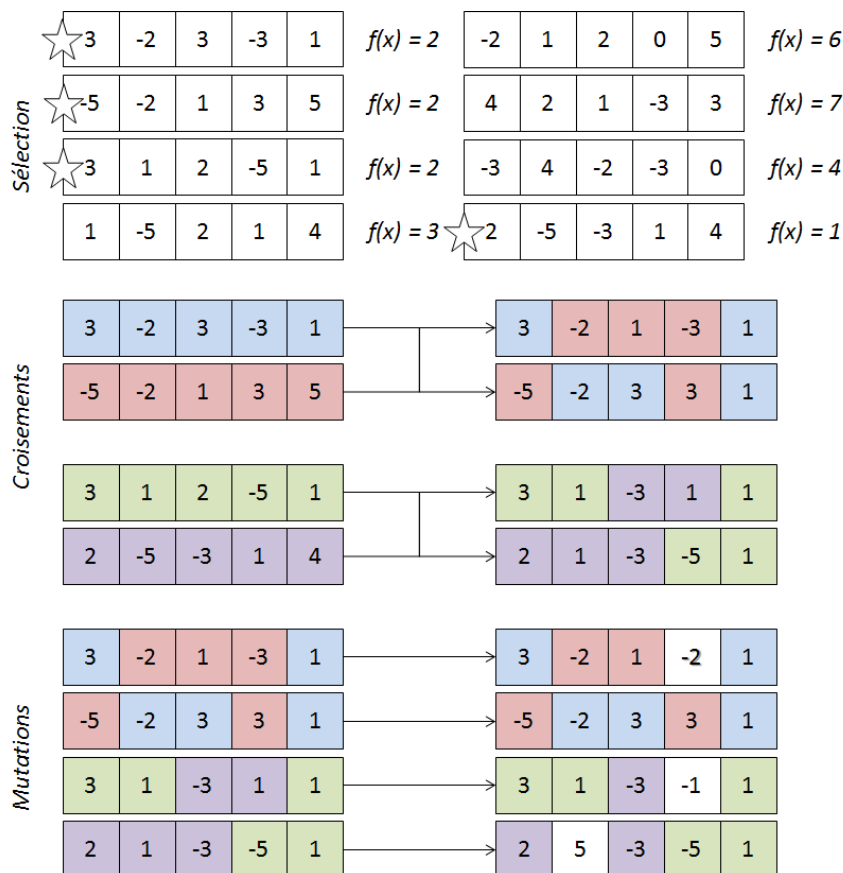 Sélection
3 -2 3 -3 1 f(x) = 2 -2 1 2 0 5 f(x) = 6
-5 -2 1 3 5 f(x) = 2 4 2 1 -3 3 f(x) = 7
3 1 2 -5 1 f(x) = 2 -3 4 -2 -3 0 f(x) = 4
1 -5 2 1 4 f(x) = 3 2 -5 -3 1 4 f(x) = 1
Croisements
3 -2 3 -3 1 3 -2 1 -3 1
-5 -2 1 3 5 -5 -2 3 3 1
3 1 2 -5 1 3 1 -3 1 1
2 -5 -3 1 4 2 1 -3 -5 1
Mutations
3 -2 1 -3 1 3 -2 1 -2 1
-5 -2 3 3 1 -5 -2 3 3 1
3 1 -3 1 1 3 1 -3 -1 1
2 1 -3 -5 1 2 5 -3 -5 1